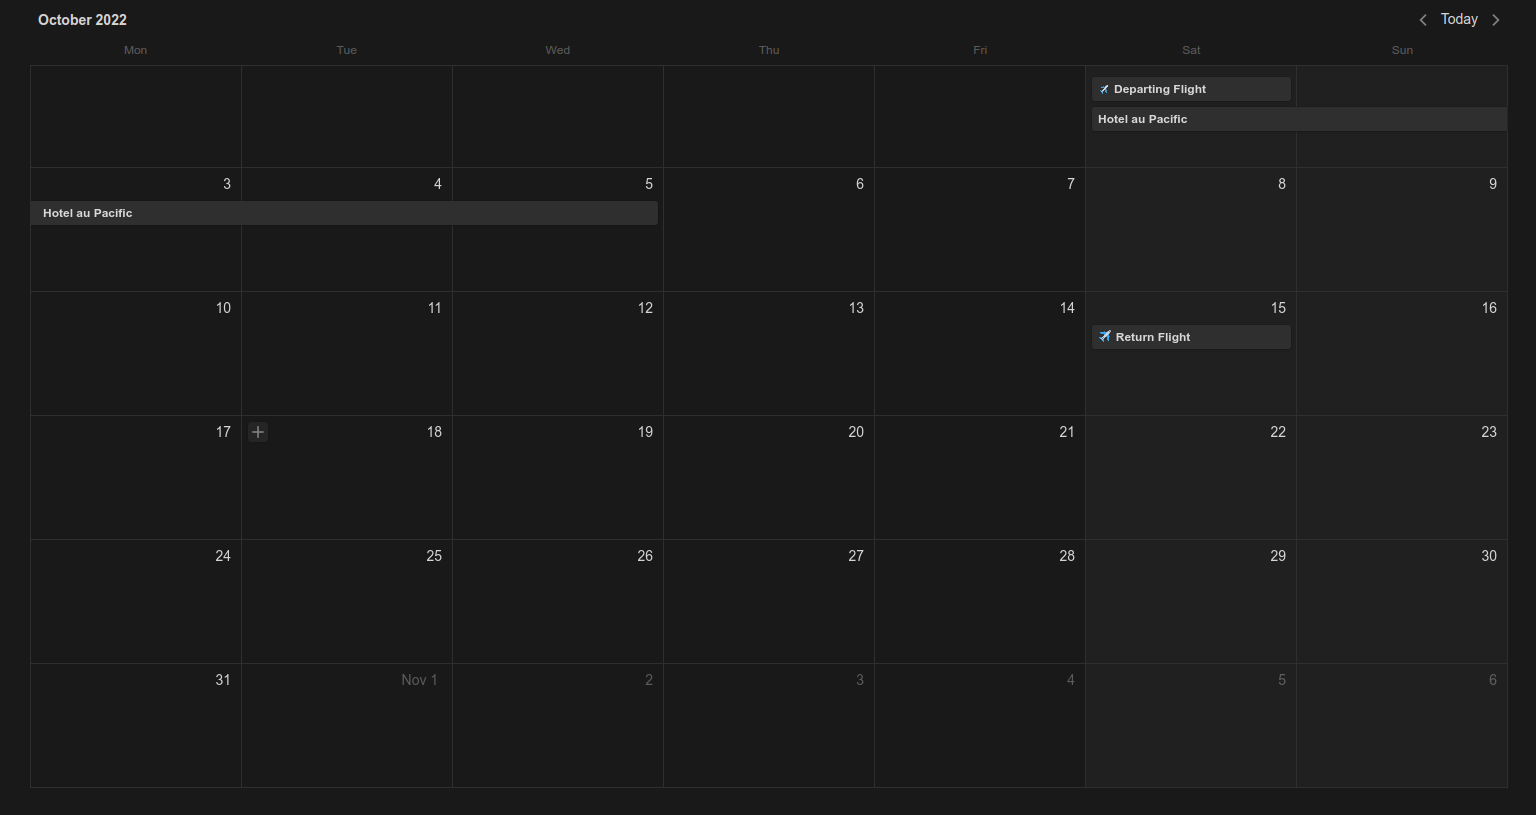 October 2022
Today
Mon Tue Wed Thu Fri Sat Sun
Departing Flight
Hotel au Pacific
3 4 5 6 7 8 9
Hotel au Pacific
10 11 12 13 14 15 16
Return Flight
17 18 19 20 21 22 23
24 25 26 27 28 29 30
31 Nov 1 2 3 4 5 6